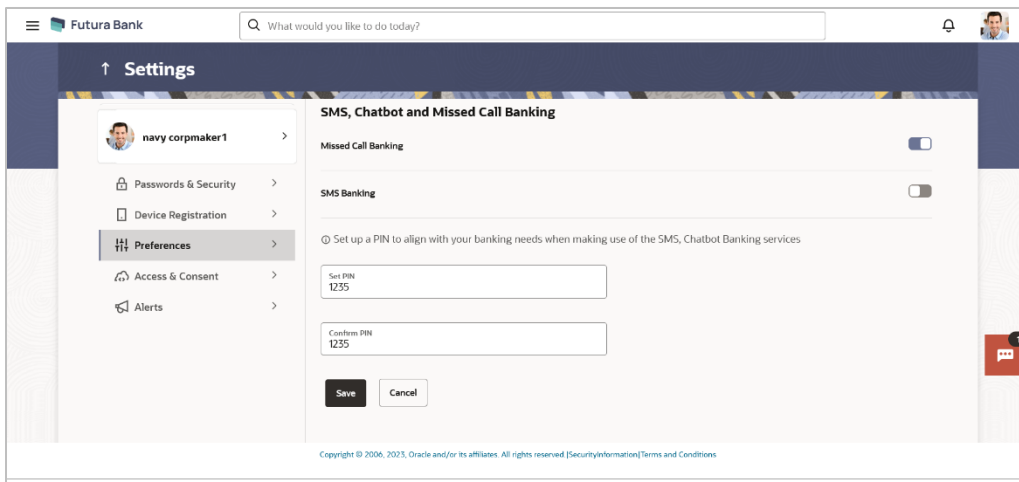 Futura Bank
What would you like to do today?
↑ Settings
navy corpmaker1
Passwords & Security
Device Registration
Preferences
Access & Consent
Alerts
SMS, Chatbot and Missed Call Banking
Missed Call Banking
SMS Banking
Set up a PIN to align with your banking needs when making use of the SMS, Chatbot Banking services
Set PIN
1235
Confirm PIN
1235
Save Cancel
Copyright © 2006, 2023, Oracle and/or its affiliates. All rights reserved.|SecurityInformation|Terms and Conditions